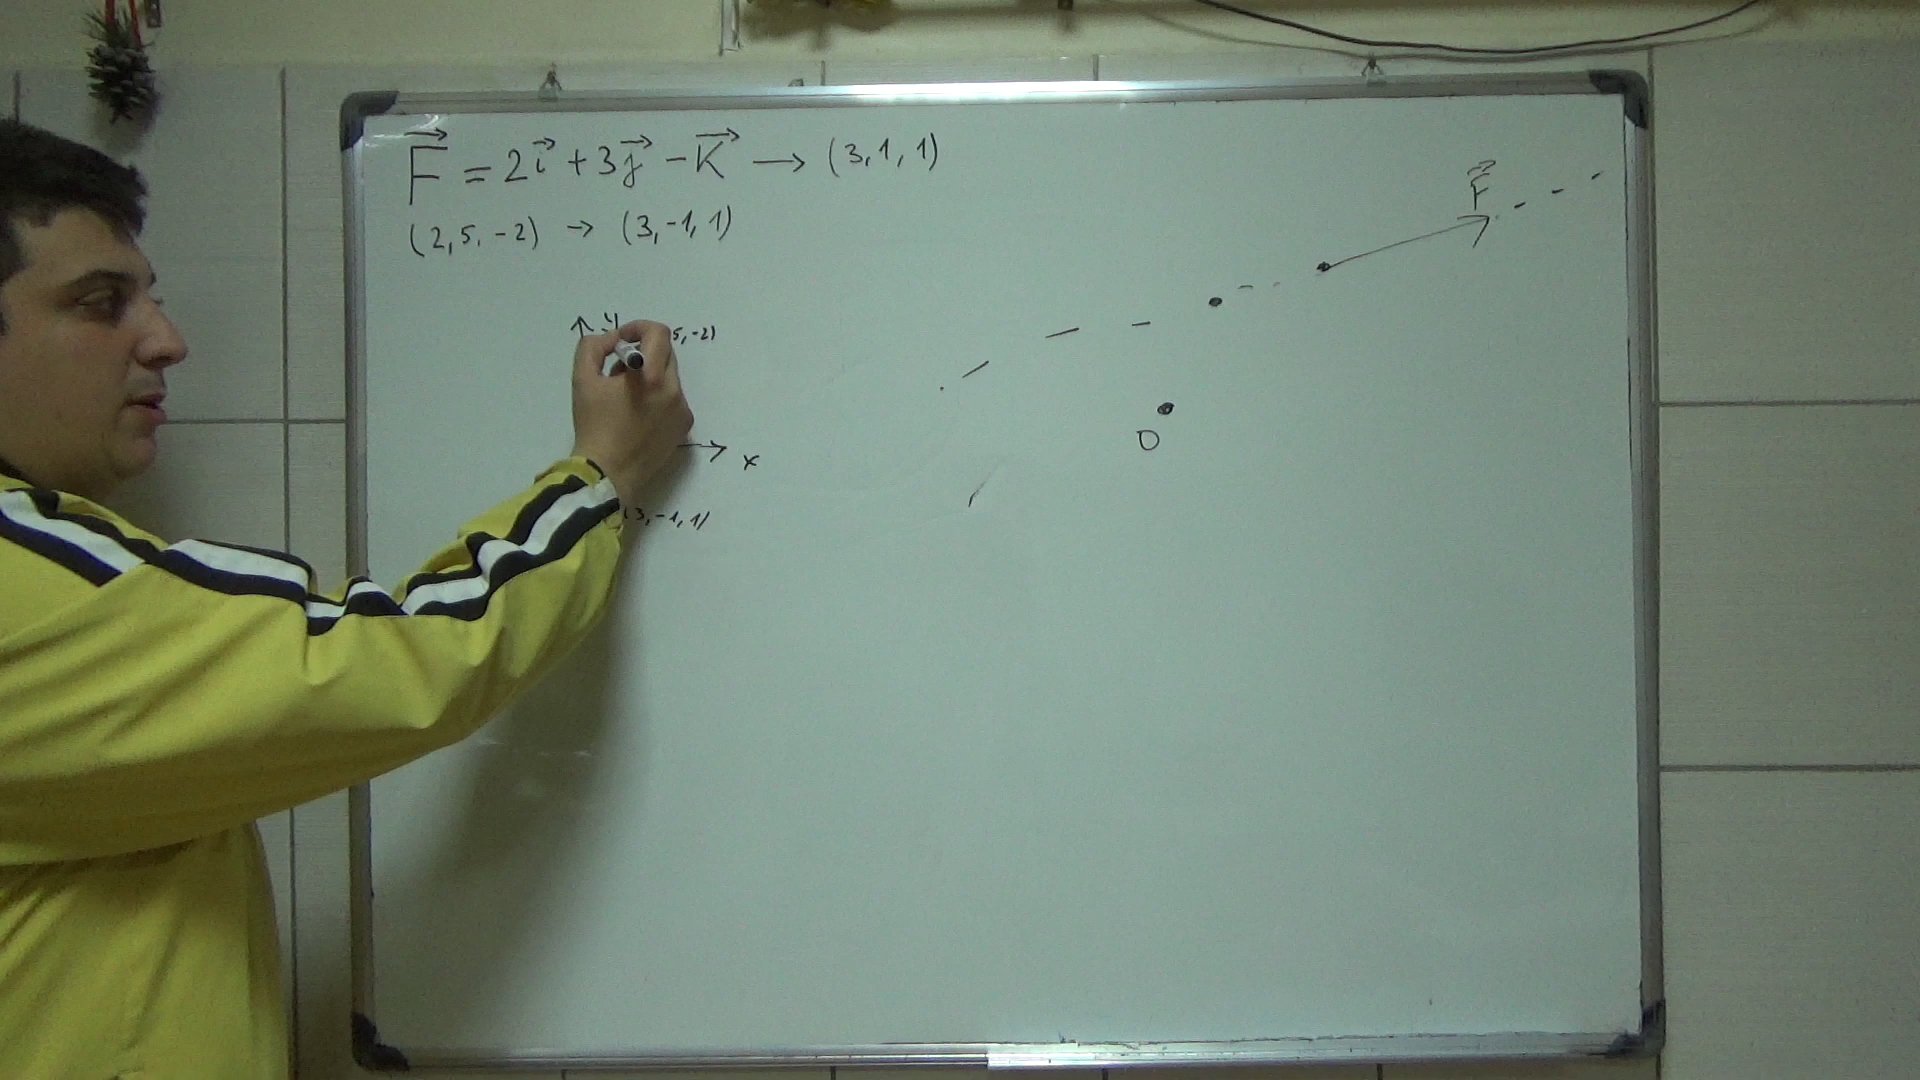 F⃗ = 2i⃗ + 3j⃗ − K⃗ → (3, 1, 1)
(2, 5, -2) → (3, -1, 1)
F⃗
y 5, -2)
x
O
(3, -1, 1)